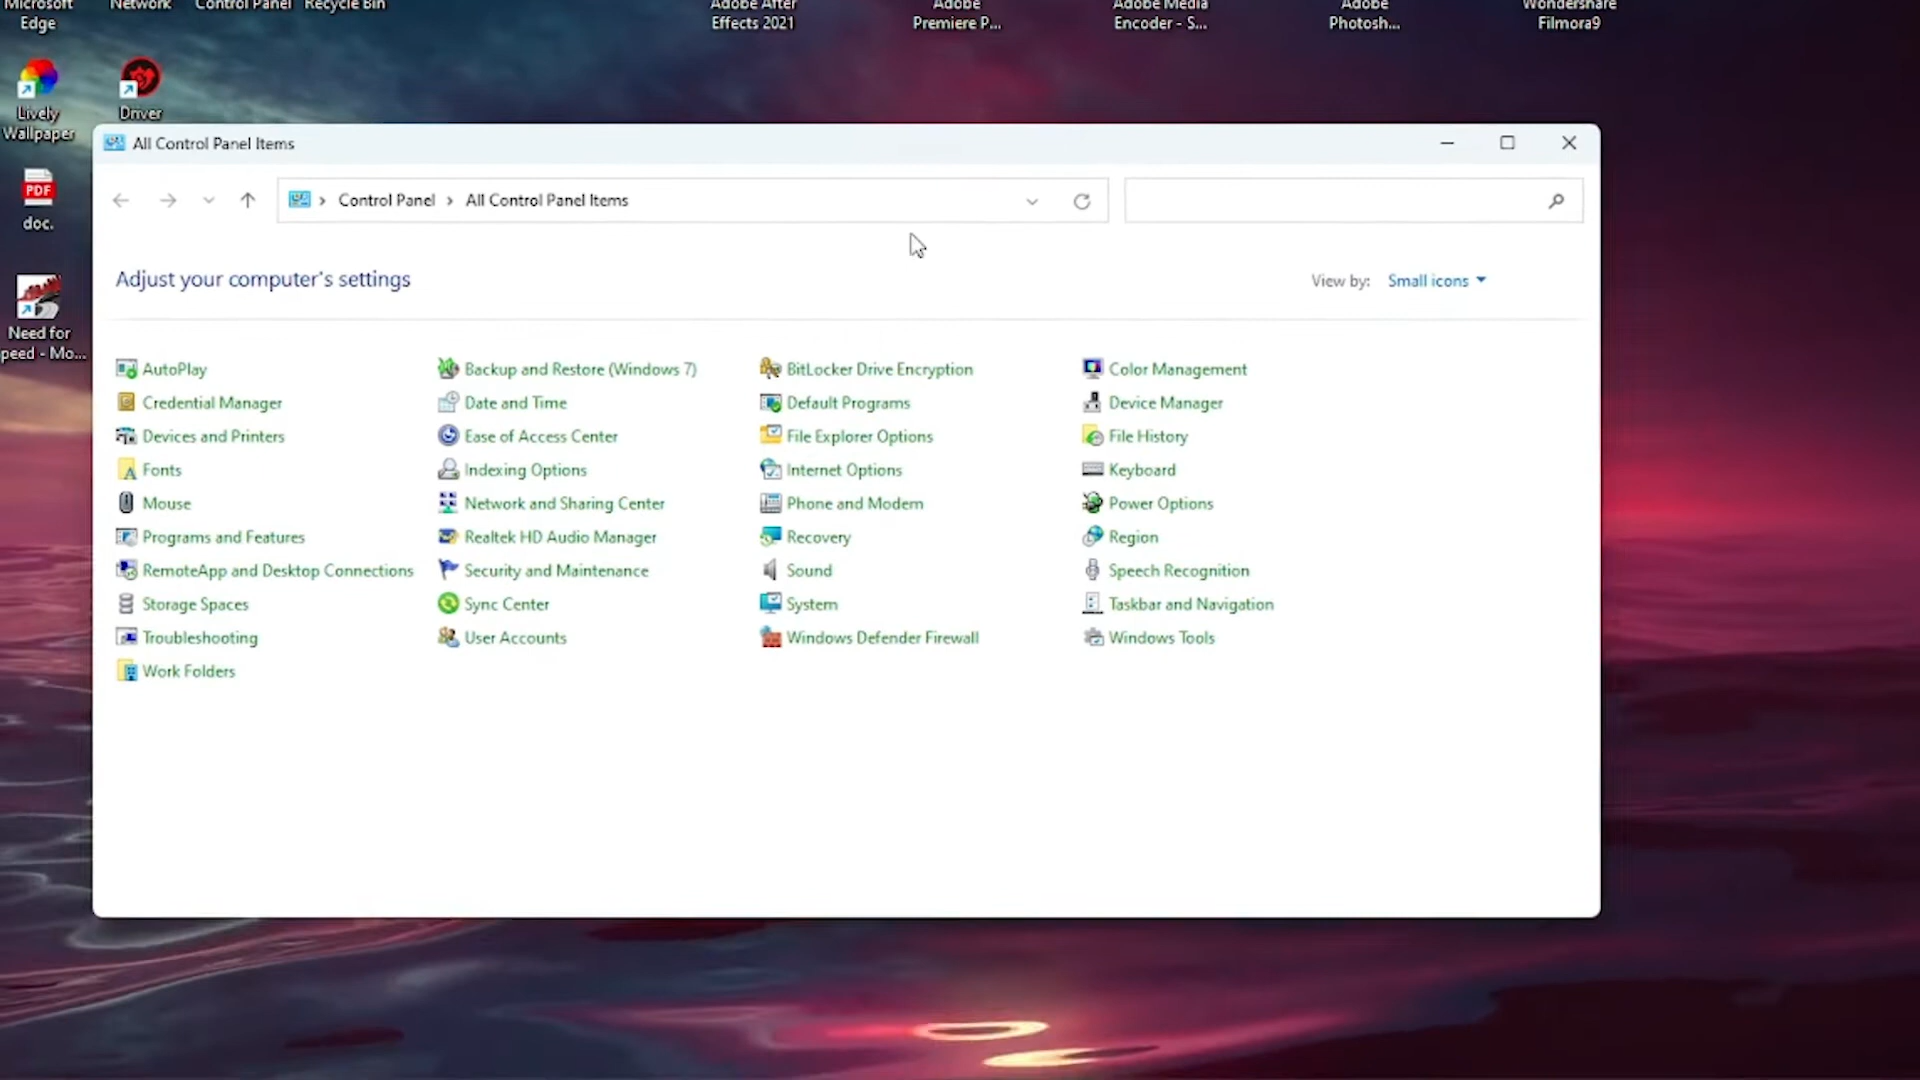 Microsoft
Edge
Network
Control Panel
Recycle Bin
Adobe After
Effects 2021
Adobe
Premiere P...
Adobe Media
Encoder - S...
Adobe
Photosh...
Wondershare
Filmora9
Lively
Wallpaper
Driver
PDF
doc.
Need for
peed - Mo...
All Control Panel Items
Control Panel > All Control Panel Items
Adjust your computer's settings
View by: Small icons
AutoPlay
Backup and Restore (Windows 7)
BitLocker Drive Encryption
Color Management
Credential Manager
Date and Time
Default Programs
Device Manager
Devices and Printers
Ease of Access Center
File Explorer Options
File History
Fonts
Indexing Options
Internet Options
Keyboard
Mouse
Network and Sharing Center
Phone and Modem
Power Options
Programs and Features
Realtek HD Audio Manager
Recovery
Region
RemoteApp and Desktop Connections
Security and Maintenance
Sound
Speech Recognition
Storage Spaces
Sync Center
System
Taskbar and Navigation
Troubleshooting
User Accounts
Windows Defender Firewall
Windows Tools
Work Folders